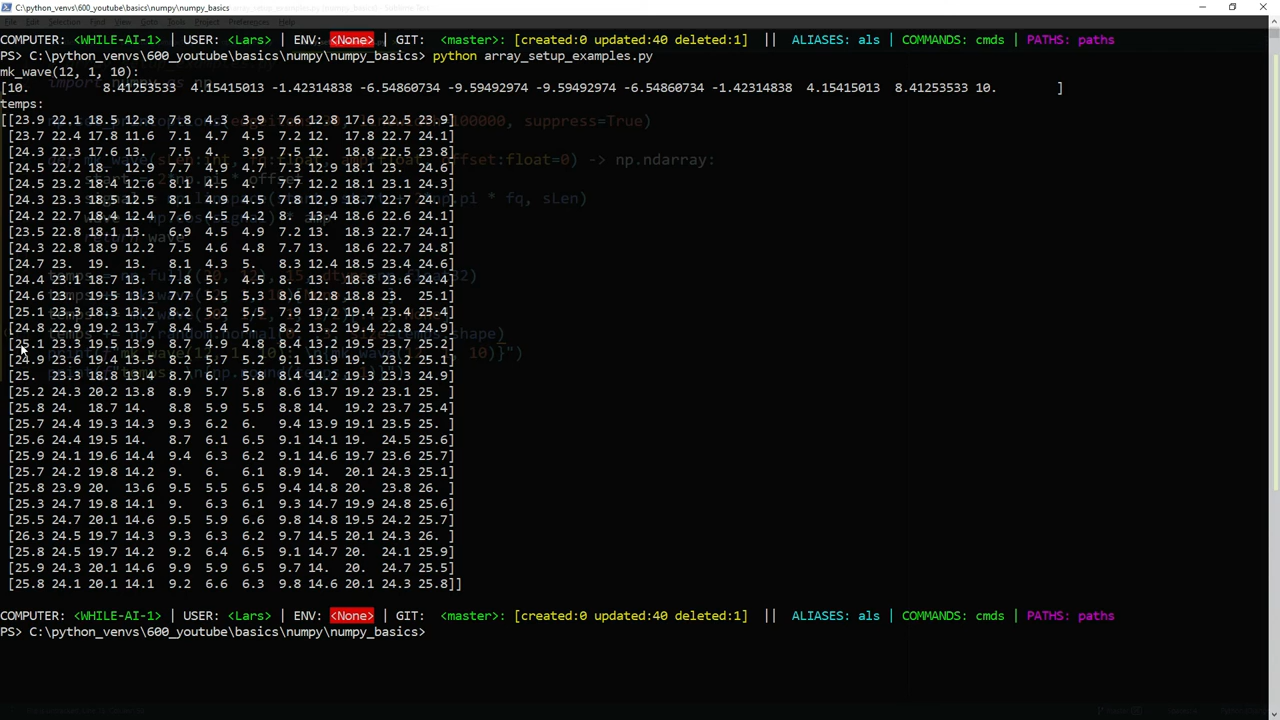 C:\python_venvs\600_youtube\basics\numpy\numpy_basics
File Edit Selection Find View Goto Tools Project Preferences Help
COMPUTER: <WHILE-AI-1> | USER: <Lars> | ENV: <None> | GIT: <master>: [created:0 updated:40 deleted:1] || ALIASES: als | COMMANDS: cmds | PATHS: paths
PS> C:\python_venvs\600_youtube\basics\numpy\numpy_basics> python array_setup_examples.py
mk_wave(12, 1, 10):
[10. 8.41253533 4.15415013 -1.42314838 -6.54860734 -9.59492974 -9.59492974 -6.54860734 -1.42314838 4.15415013 8.41253533 10. ]
temps:
[[23.9 22.1 18.5 12.8 7.8 4.3 3.9 7.6 12.8 17.6 22.8 23.9]
[23.7 22.4 17.8 11.6 7.1 4.7 4.5 7.2 12. 17.8 22.7 24.1]
[24.3 22.3 17.6 13. 7.1 4. 3.9 7.5 12. 18.8 22.5 23.8]
[24.5 22.2 18. 12.9 7.7 4.9 4.7 7.3 12.9 18.1 23. 24.6]
[24.5 23.2 18.2 12.6 8.1 4.5 4. 7.7 12.2 18.1 23.1 24.3]
[24.3 23.3 18.5 12.5 8.1 4.9 4.5 7.8 12.9 18.4 22.7 24. ]
[24.2 22.7 18.4 12.4 7.6 4.5 4.2 8. 13.4 18.6 22.6 24.1]
[23.5 22.8 18.1 13. 6.9 4.5 4.9 7.2 13. 18.3 22.7 24.1]
[24.3 22.8 18.9 12.2 7.5 4.6 4.8 7.7 13. 18.6 22.7 24.8]
[24.7 23. 19. 13. 8.1 4.3 5. 8.3 12.4 18.5 23.4 24.6]
[24.4 23.1 18.7 13. 7.8 5. 4.5 8. 13. 18.8 23.6 24.4]
[24.6 23. 19.5 13.3 7.7 5.5 5.3 8.1 12.8 18.8 23. 25.1]
[25.1 23.3 18.3 13.2 8.2 5.2 5.5 7.9 13.2 19.4 23.4 25.4]
[24.8 22.9 19.2 13.7 8.4 5.4 5. 8.2 13.2 19.4 22.8 24.9]
[25.1 23.3 19.5 13.9 8.7 4.9 4.8 8.4 13.2 19.5 23.7 25.2]
[24.9 23.6 19.4 13.5 8.2 5.7 5.2 9.1 13.9 19. 23.2 25.1]
[25. 23.3 18.8 13.4 8.7 6. 5.8 8.4 14.2 19.3 23.3 24.9]
[25.2 24.3 20.2 13.8 8.9 5.7 5.8 8.6 13.7 19.2 23.1 25. ]
[25.8 24. 18.7 14. 8.8 5.9 5.5 8.8 14. 19.2 23.7 25.4]
[25.7 24.4 19.3 14.3 9.3 6.2 6. 9.4 13.9 19.1 23.5 25. ]
[25.6 24.4 19.5 14. 8.7 6.1 6.5 9.1 14.1 19. 24.5 25.6]
[25.9 24.1 19.6 14.4 9.4 6.3 6.2 9.1 14.6 19.7 23.6 25.7]
[25.7 24.2 19.8 14.2 9. 6. 6.1 8.9 14. 20.1 24.3 25.1]
[25.8 23.9 20. 13.6 9.5 5.5 6.5 9.4 14.8 20. 23.8 26. ]
[25.3 24.7 19.8 14.1 9. 6.3 6.1 9.3 14.7 19.9 24.8 25.6]
[25.5 24.7 20.1 14.6 9.5 5.9 6.6 9.8 14.8 19.5 24.2 25.7]
[26.3 24.5 19.7 14.3 9.3 6.3 6.2 9.7 14.5 20.1 24.3 26. ]
[25.8 24.5 19.7 14.2 9.2 6.4 6.5 9.1 14.7 20. 24.1 25.9]
[25.9 24.3 20.1 14.6 9.9 5.9 6.5 9.7 14. 20. 24.7 25.5]
[25.8 24.1 20.1 14.1 9.2 6.6 6.3 9.8 14.6 20.1 24.3 25.8]]
COMPUTER: <WHILE-AI-1> | USER: <Lars> | ENV: <None> | GIT: <master>: [created:0 updated:40 deleted:1] || ALIASES: als | COMMANDS: cmds | PATHS: paths
PS> C:\python_venvs\600_youtube\basics\numpy\numpy_basics>